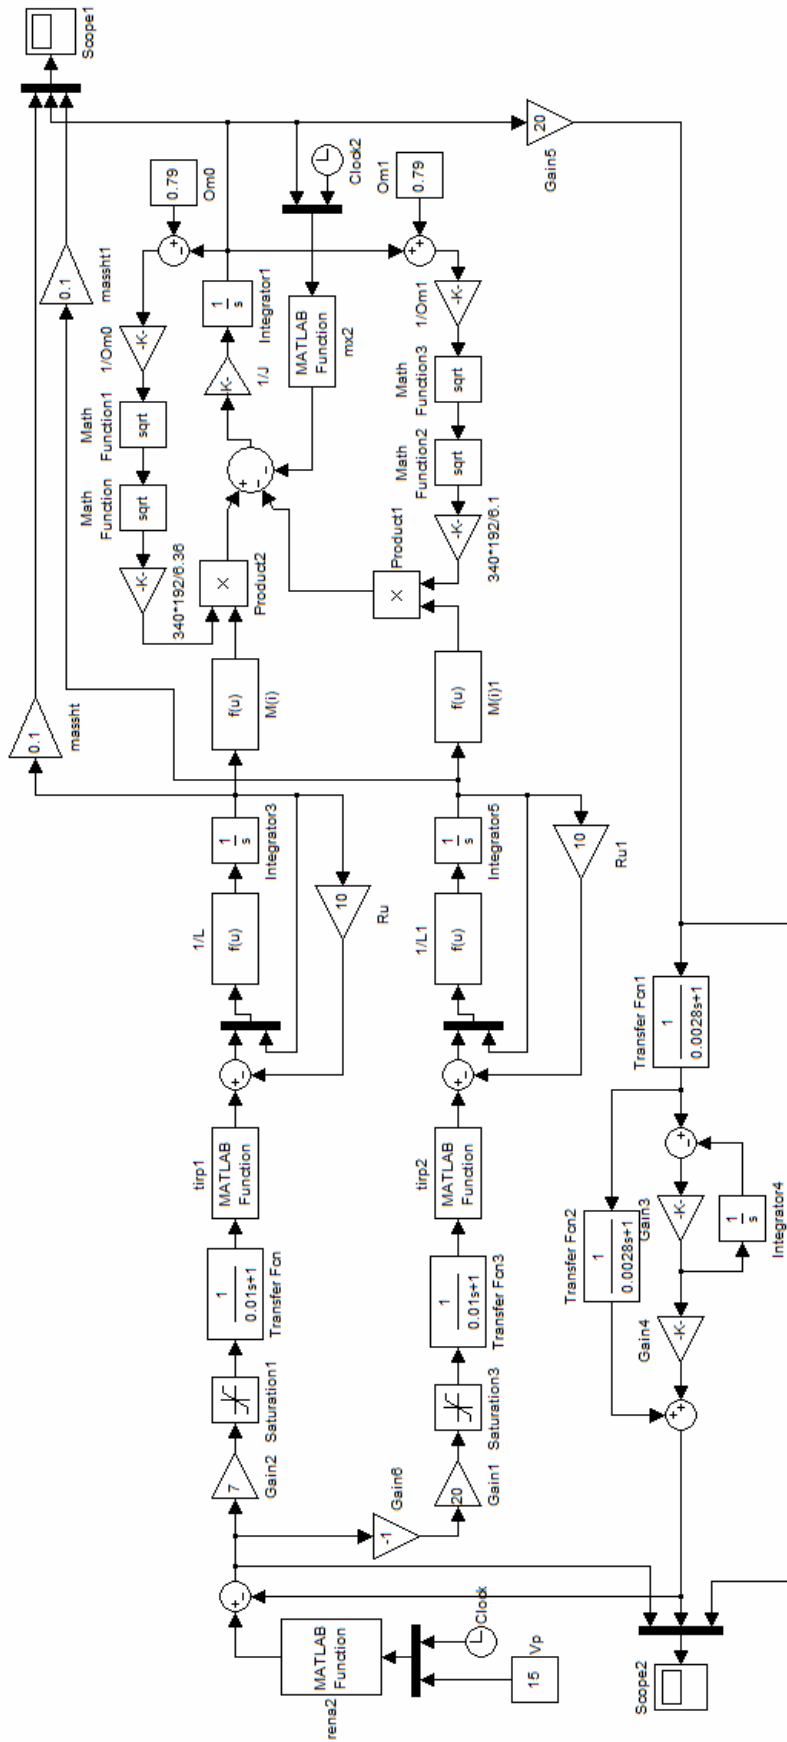 0.1
massht
Scope1
0.1
massht1
0.79
Om0
-K-
1/Om0
sqrt
Math
Function1
sqrt
Math
Function
-K-
340*192/6.36
MATLAB
Function
rena2
15
Vp
Clock
7
Gain2
Saturation1
1
0.01s+1
Transfer Fcn
tirp1
MATLAB
Function
1/L
f(u)
1
s
Integrator3
10
Ru
f(u)
M(i)
Product2
K-
1/J
1
s
Integrator1
MATLAB
Function
mx2
Clock2
Om1
0.79
-1
Gain6
20
Gain1
Saturation3
1
0.01s+1
Transfer Fcn3
tirp2
MATLAB
Function
1/L1
f(u)
1
s
Integrator5
10
Ru1
f(u)
M(i)1
Product1
-K-
340*192/6.1
sqrt
Math
Function2
sqrt
Math
Function3
-K-
1/Om1
20
Gain5
Scope2
Transfer Fcn2
1
0.0028s+1
Gain4
-K-
Gain3
-K-
1
s
Integrator4
Transfer Fcn1
1
0.0028s+1